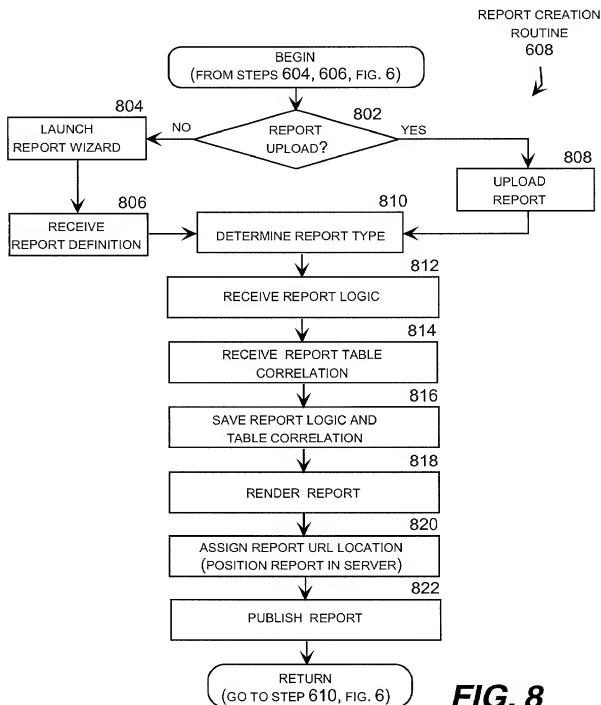 REPORT CREATION
ROUTINE
608
BEGIN
(FROM STEPS 604, 606, FIG. 6)
802
REPORT
UPLOAD?
NO
YES
804
LAUNCH
REPORT WIZARD
808
UPLOAD
REPORT
806
RECEIVE
REPORT DEFINITION
810
DETERMINE REPORT TYPE
812
RECEIVE REPORT LOGIC
814
RECEIVE REPORT TABLE
CORRELATION
816
SAVE REPORT LOGIC AND
TABLE CORRELATION
818
RENDER REPORT
820
ASSIGN REPORT URL LOCATION
(POSITION REPORT IN SERVER)
822
PUBLISH REPORT
RETURN
(GO TO STEP 610, FIG. 6)
FIG. 8